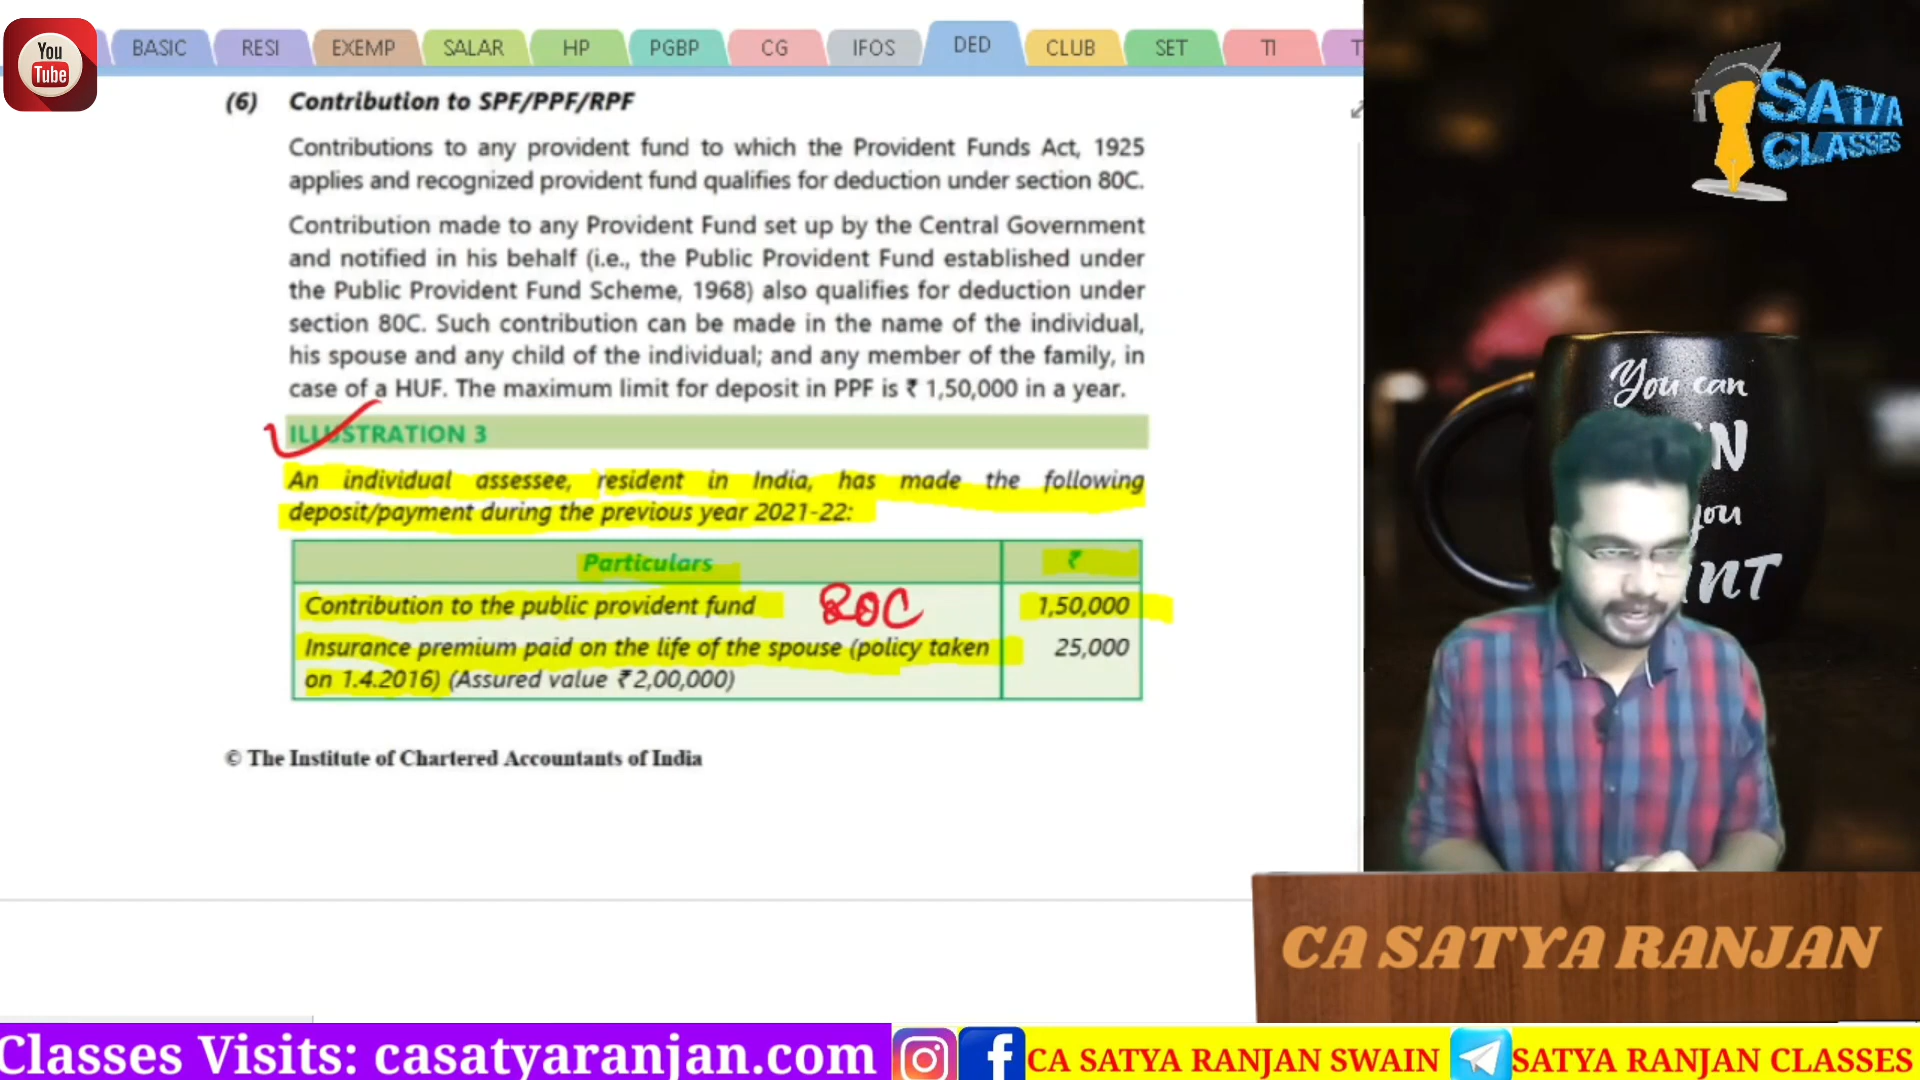 You
Tube
BASIC RESI EXEMP SALAR HP PGBP CG IFOS DED CLUB SET TI T
SATYA
CLASSES
(6) Contribution to SPF/PPF/RPF
Contributions to any provident fund to which the Provident Funds Act, 1925
applies and recognized provident fund qualifies for deduction under section 80C.
Contribution made to any Provident Fund set up by the Central Government
and notified in his behalf (i.e., the Public Provident Fund established under
the Public Provident Fund Scheme, 1968) also qualifies for deduction under
section 80C. Such contribution can be made in the name of the individual,
his spouse and any child of the individual; and any member of the family, in
case of a HUF. The maximum limit for deposit in PPF is ₹ 1,50,000 in a year.
ILLUSTRATION 3
An individual assessee, resident in India, has made the following
deposit/payment during the previous year 2021-22:
Particulars ₹
Contribution to the public provident fund 80C 1,50,000
Insurance premium paid on the life of the spouse (policy taken 25,000
on 1.4.2016) (Assured value ₹2,00,000)
© The Institute of Chartered Accountants of India
You can
you
CA SATYA RANJAN
Classes Visits: casatyaranjan.com
CA SATYA RANJAN SWAIN
SATYA RANJAN CLASSES